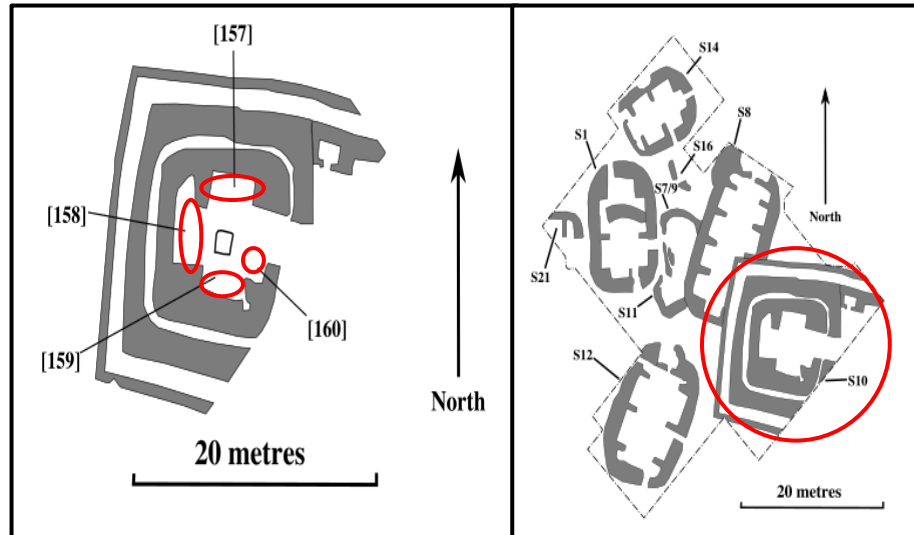 [157]
[158]
[159]
[160]
North
20 metres
S14
S8
S1
S16
S7/9
North
S21
S11
S12
S10
20 metres